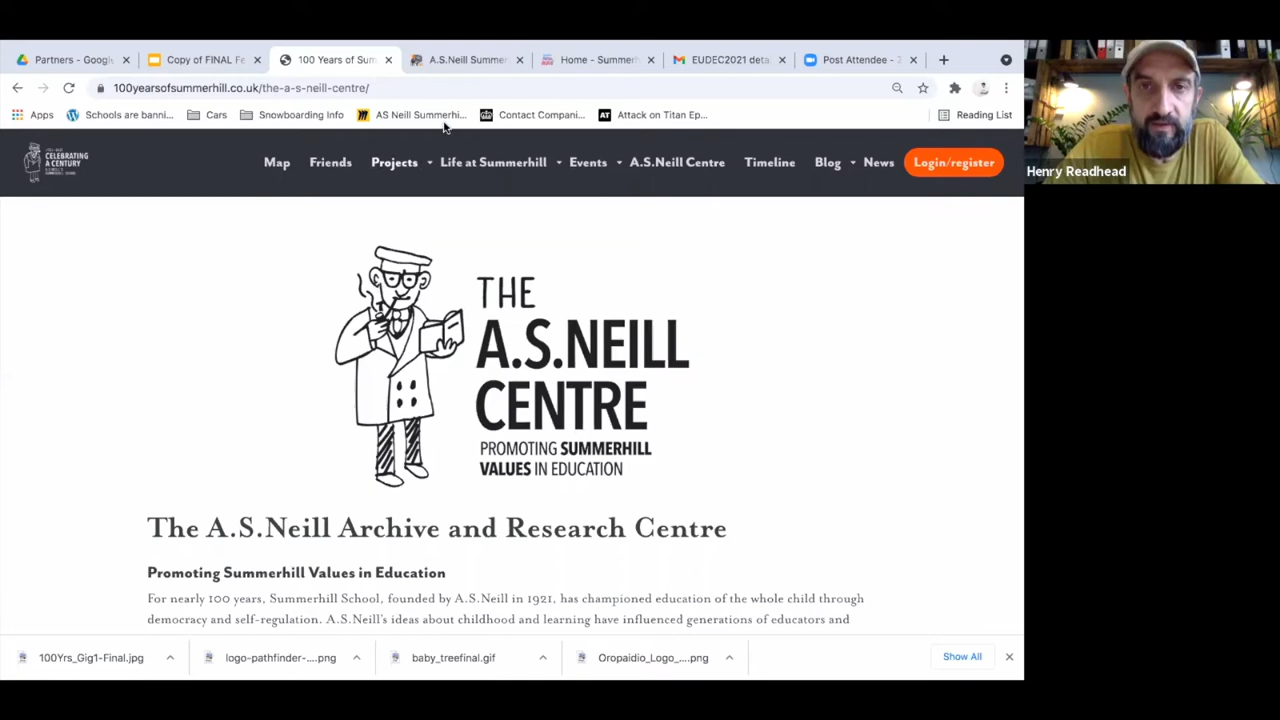 Partners - Googl
Copy of FINAL Fe
100 Years of Sum
A.S.Neill Summer
Home - Summerh
EUDEC2021 deta
Post Attendee - Z
100yearsofsummerhill.co.uk/the-a-s-neill-centre/
Apps
Schools are banni...
Cars
Snowboarding Info
AS Neill Summerhi...
Contact Compani...
AT Attack on Titan Ep...
Reading List
CELEBRATING
A CENTURY
Map
Friends
Projects
Life at Summerhill
Events
A.S.Neill Centre
Timeline
Blog
News
Login/register
Henry Readhead
THE
A.S.NEILL
CENTRE
PROMOTING SUMMERHILL
VALUES IN EDUCATION
The A.S.Neill Archive and Research Centre
Promoting Summerhill Values in Education
For nearly 100 years, Summerhill School, founded by A.S.Neill in 1921, has championed education of the whole child through
democracy and self-regulation. A.S.Neill's ideas about childhood and learning have influenced generations of educators and
100Yrs_Gig1-Final.jpg
logo-pathfinder-....png
baby_treefinal.gif
Oropaidio_Logo_....png
Show All